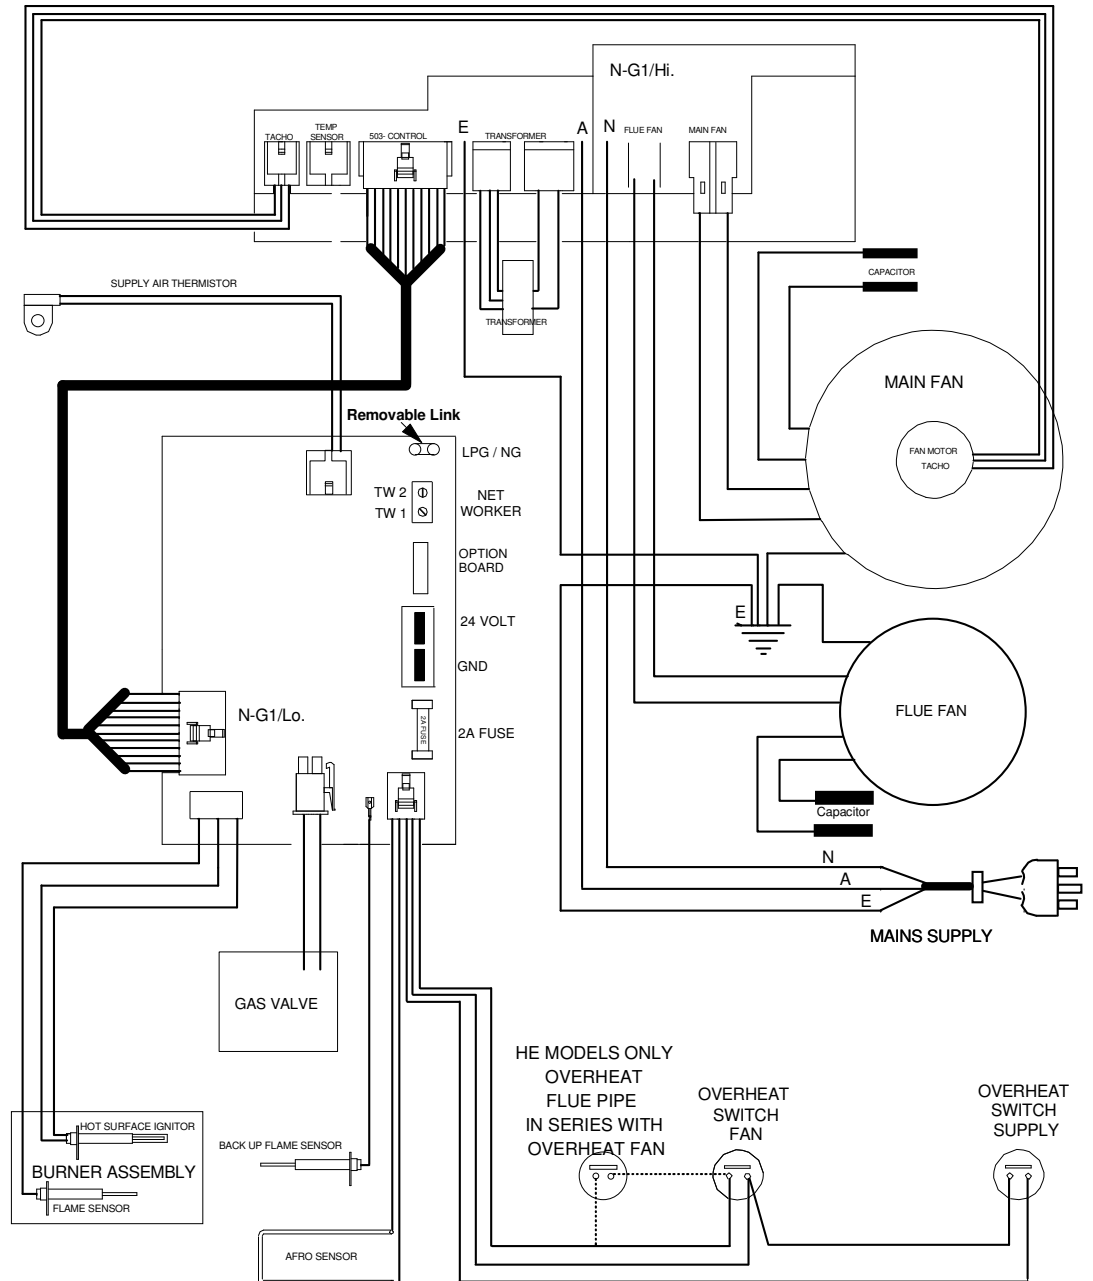 N-G1/Hi.
TACHO
TEMP
SENSOR
503- CONTROL
E
TRANSFORMER
A
N
FLUE FAN
MAIN FAN
SUPPLY AIR THERMISTOR
CAPACITOR
TRANSFORMER
MAIN FAN
Removable Link
LPG / NG
FAN MOTOR
TACHO
TW 2
TW 1
NET
WORKER
OPTION
BOARD
24 VOLT
GND
E
N-G1/Lo.
2A FUSE
2A FUSE
FLUE FAN
Capacitor
N
A
E
MAINS SUPPLY
GAS VALVE
HE MODELS ONLY
OVERHEAT
FLUE PIPE
IN SERIES WITH
OVERHEAT FAN
OVERHEAT
SWITCH
FAN
OVERHEAT
SWITCH
SUPPLY
HOT SURFACE IGNITOR
BURNER ASSEMBLY
FLAME SENSOR
BACK UP FLAME SENSOR
AFRO SENSOR